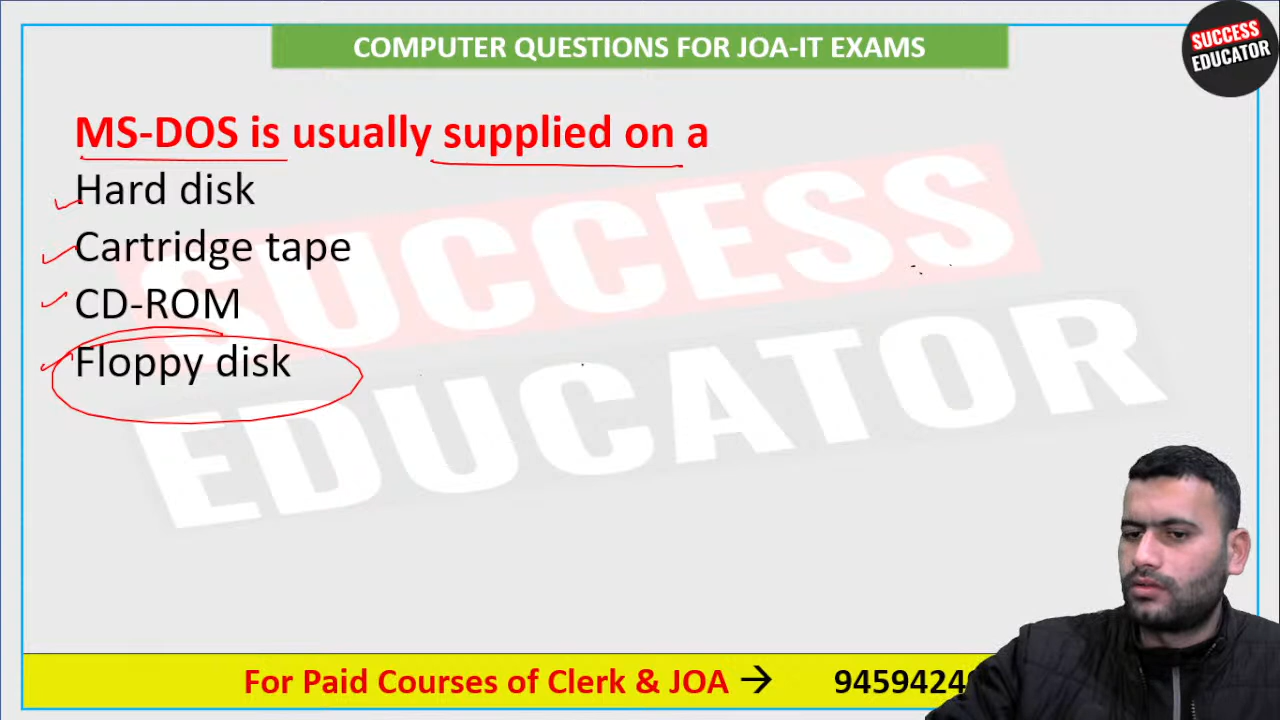 COMPUTER QUESTIONS FOR JOA-IT EXAMS
SUCCESS
EDUCATOR
MS-DOS is usually supplied on a
Hard disk
Cartridge tape
CD-ROM
Floppy disk
SUCCESS
EDUCATOR
For Paid Courses of Clerk & JOA → 945942